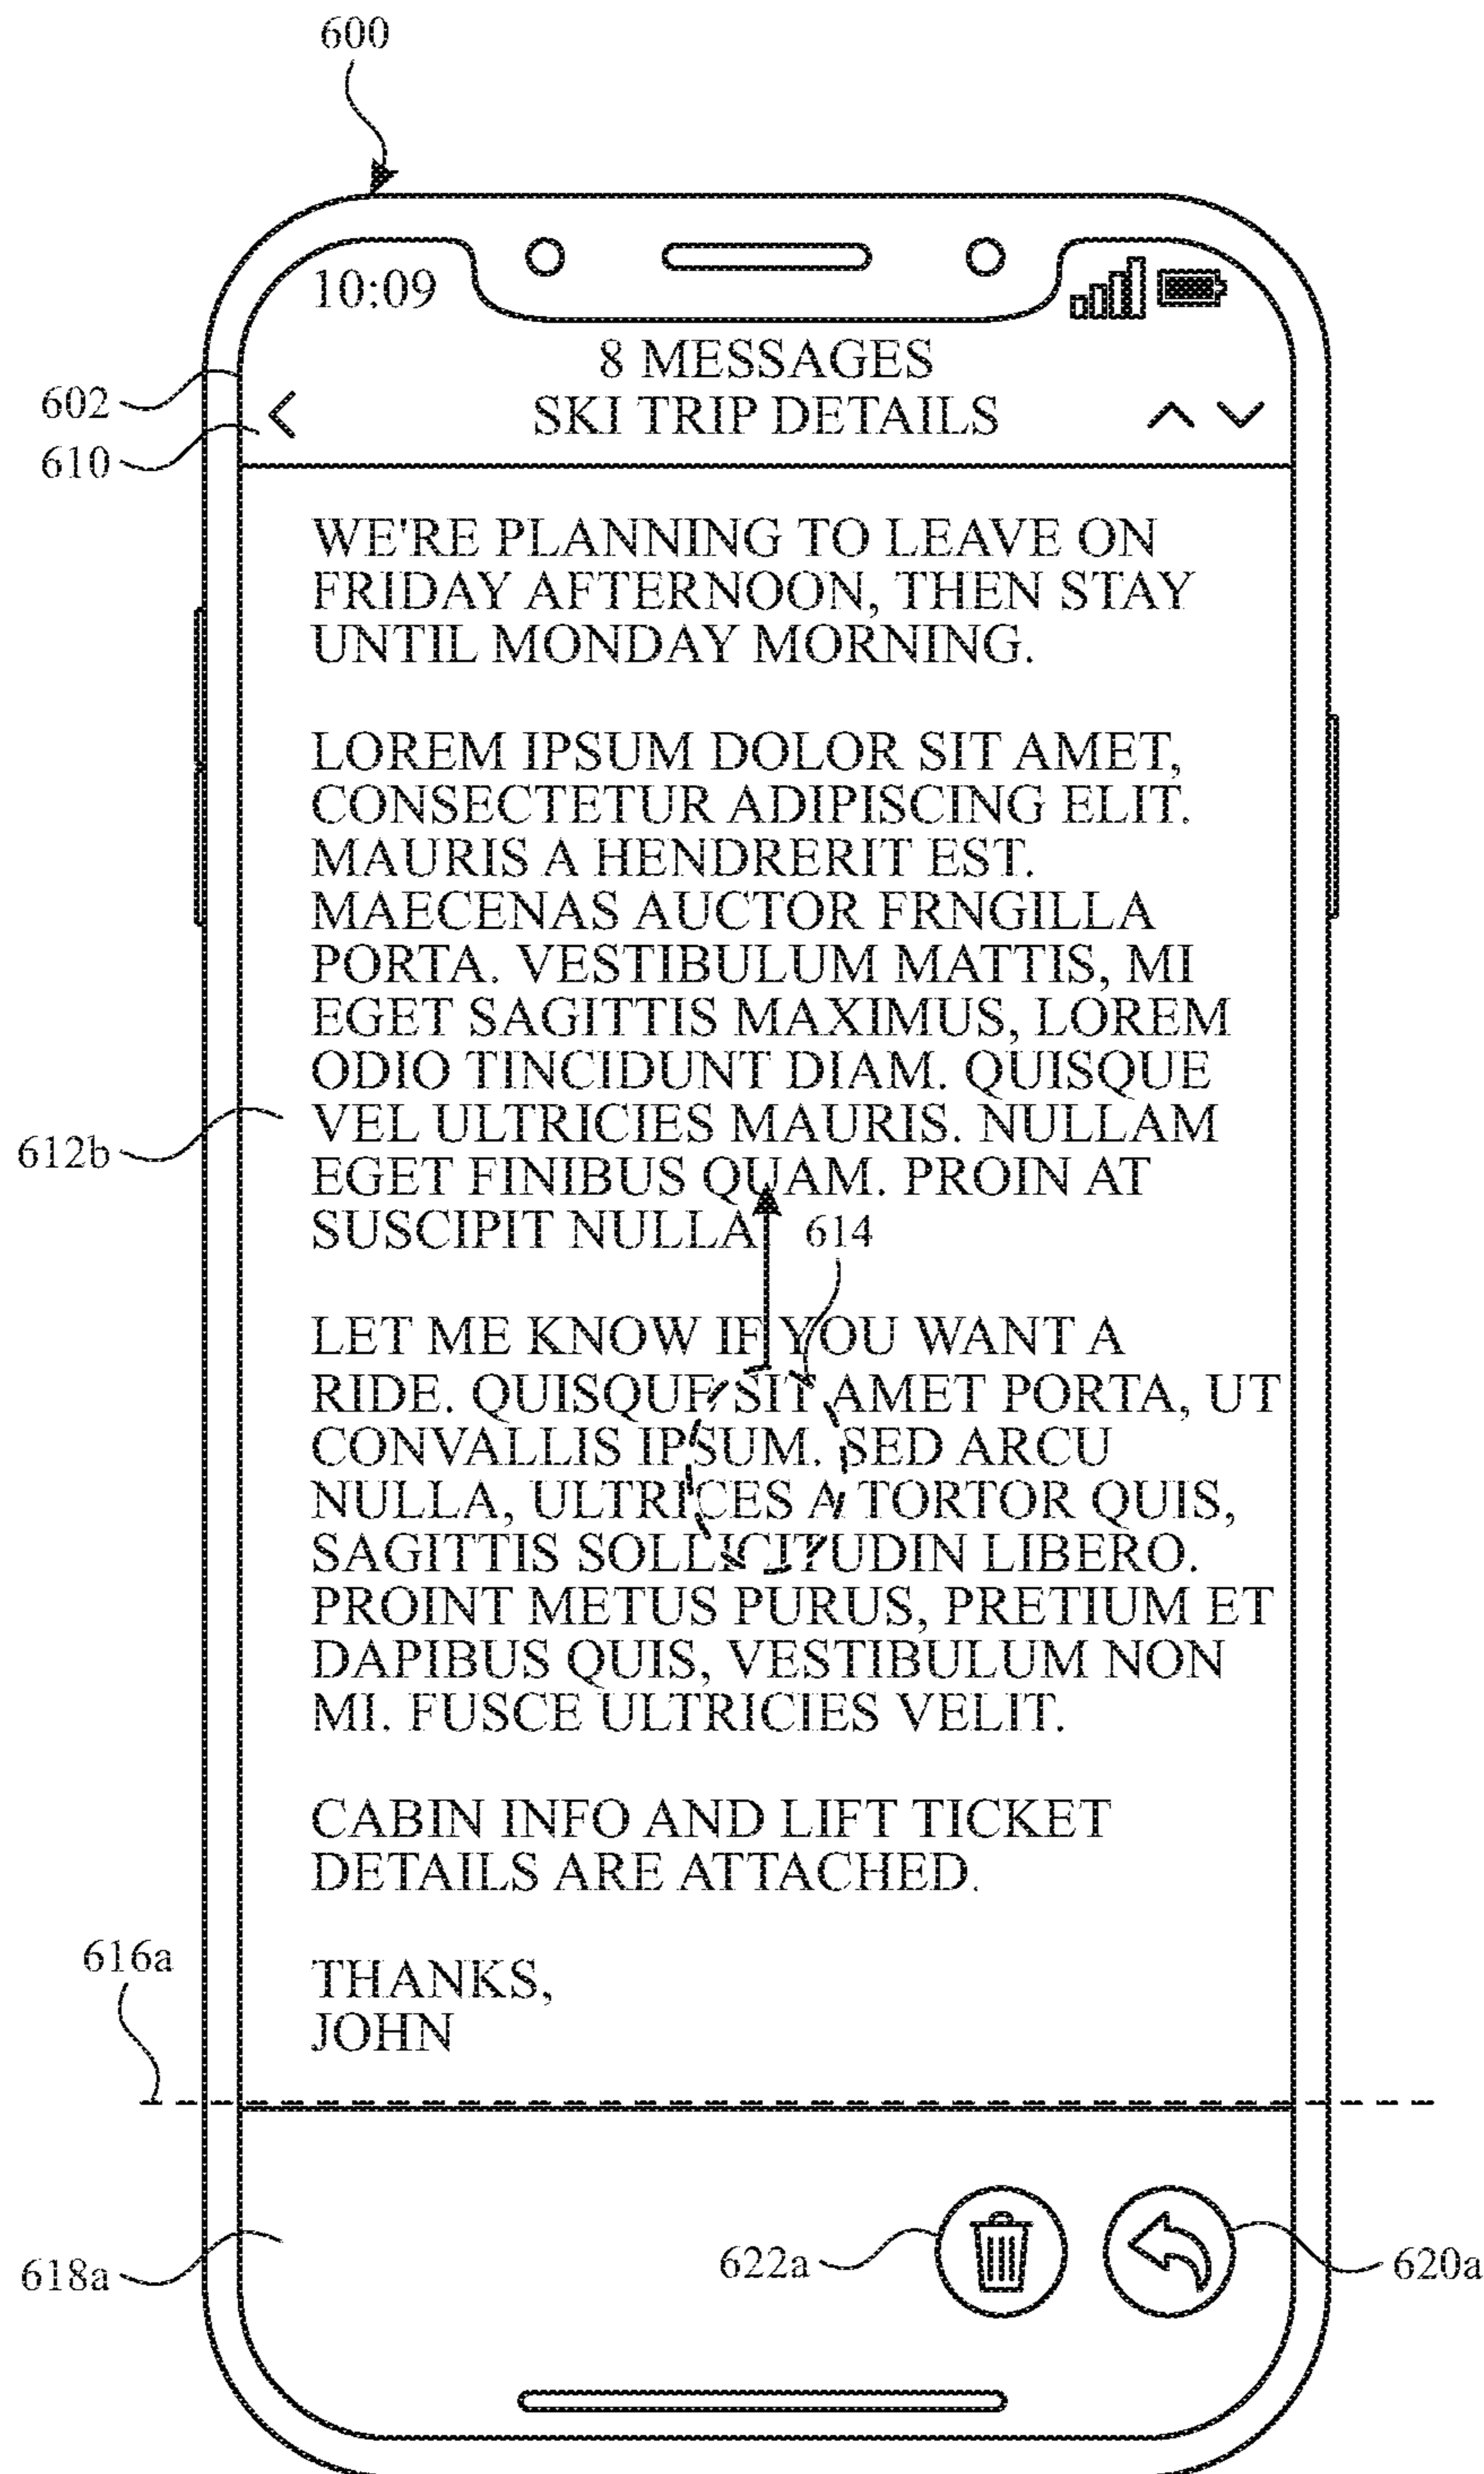 600
10:09
8 MESSAGES
602
SKI TRIP DETAILS
610
WE'RE PLANNING TO LEAVE ON
FRIDAY AFTERNOON, THEN STAY
UNTIL MONDAY MORNING.
LOREM IPSUM DOLOR SIT AMET,
CONSECTETUR ADIPISCING ELIT.
MAURIS A HENDRERIT EST.
MAECENAS AUCTOR FRNGILLA
PORTA. VESTIBULUM MATTIS, MI
EGET SAGITTIS MAXIMUS, LOREM
ODIO TINCIDUNT DIAM. QUISQUE
VEL ULTRICIES MAURIS. NULLAM
612b
EGET FINIBUS QUAM. PROIN AT
SUSCIPIT NULLA
614
LET ME KNOW IF YOU WANT A
RIDE. QUISQUE SIT AMET PORTA, UT
CONVALLIS IPSUM. SED ARCU
NULLA, ULTRICES A TORTOR QUIS,
SAGITTIS SOLLICITUDIN LIBERO.
PROINT METUS PURUS, PRETIUM ET
DAPIBUS QUIS, VESTIBULUM NON
MI. FUSCE ULTRICIES VELIT.
CABIN INFO AND LIFT TICKET
DETAILS ARE ATTACHED.
616a
THANKS,
JOHN
618a
622a
620a